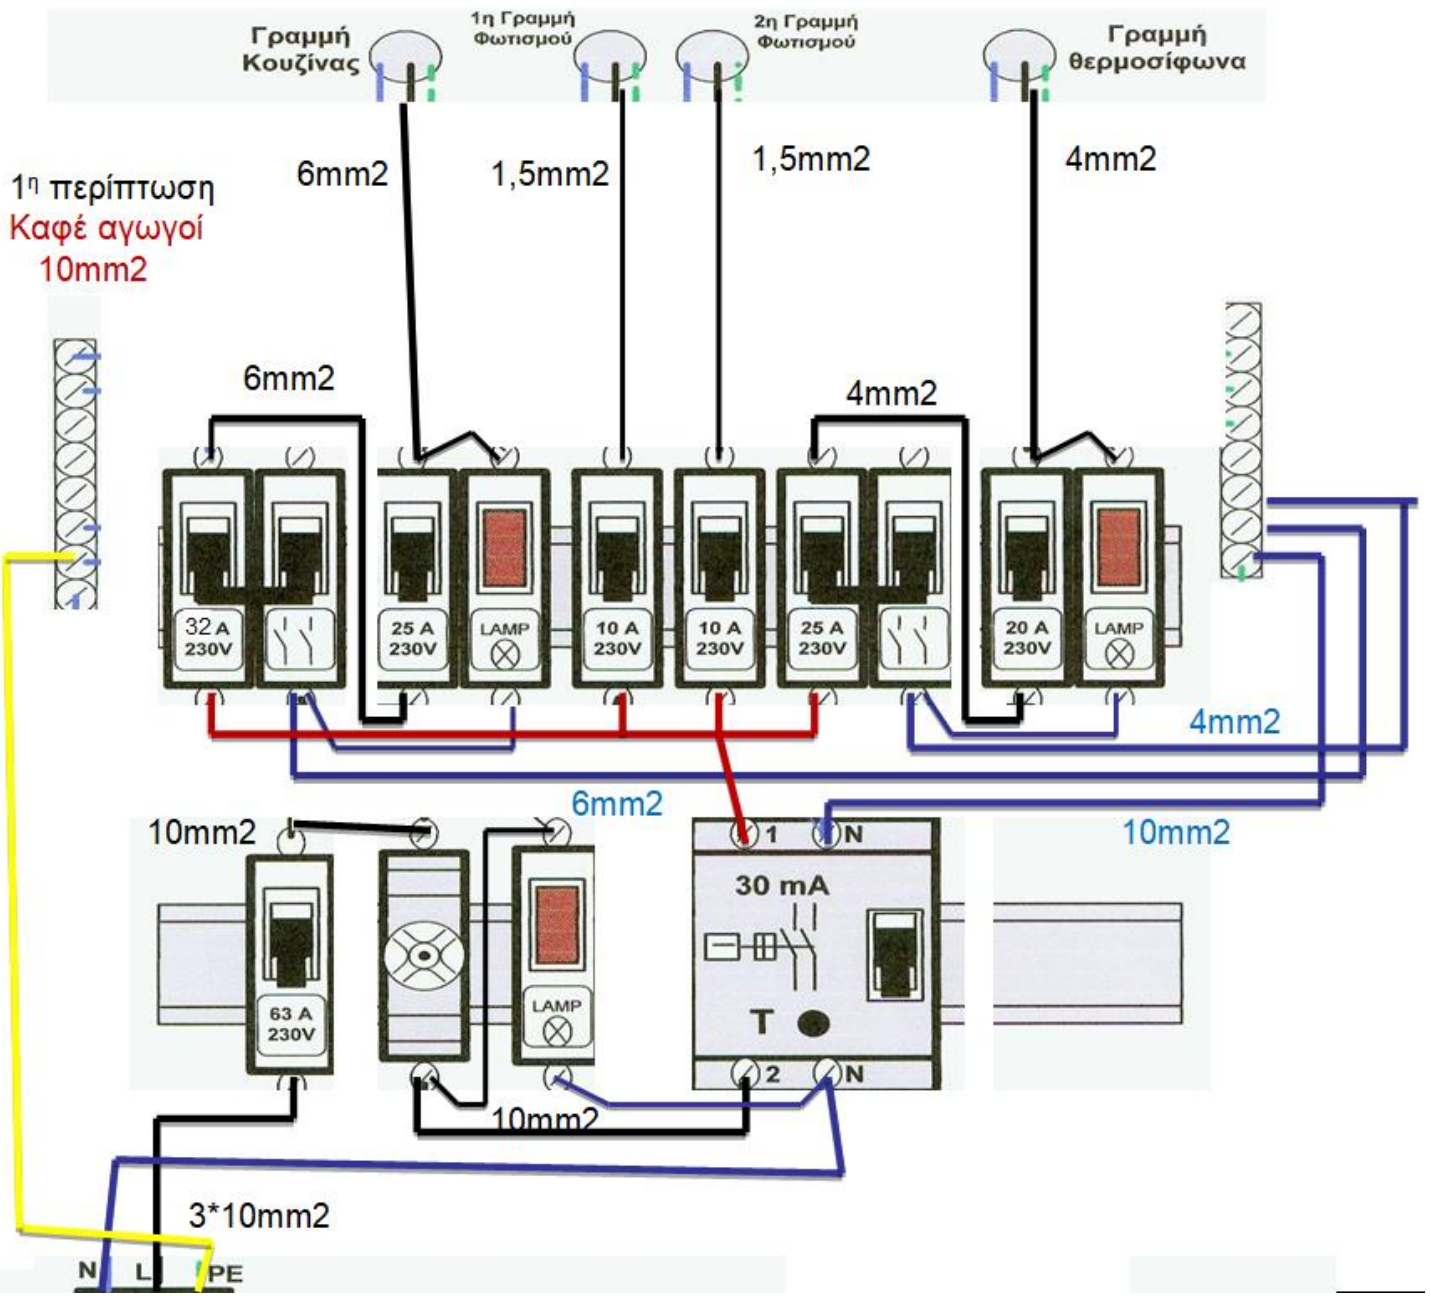 Γραμμή
Κουζίνας
1η Γραμμή
Φωτισμού
2η Γραμμή
Φωτισμού
Γραμμή
θερμοσίφωνα
6mm2
1,5mm2
1,5mm2
4mm2
1η περίπτωση
Καφέ αγωγοί
10mm2
6mm2
4mm2
32 A
230V
25 A
230V
LAMP
10 A
230V
10 A
230V
25 A
230V
20 A
230V
LAMP
4mm2
6mm2
10mm2
10mm2
1 N
30 mA
63 A
230V
LAMP
T
2 N
10mm2
3*10mm2
N L PE